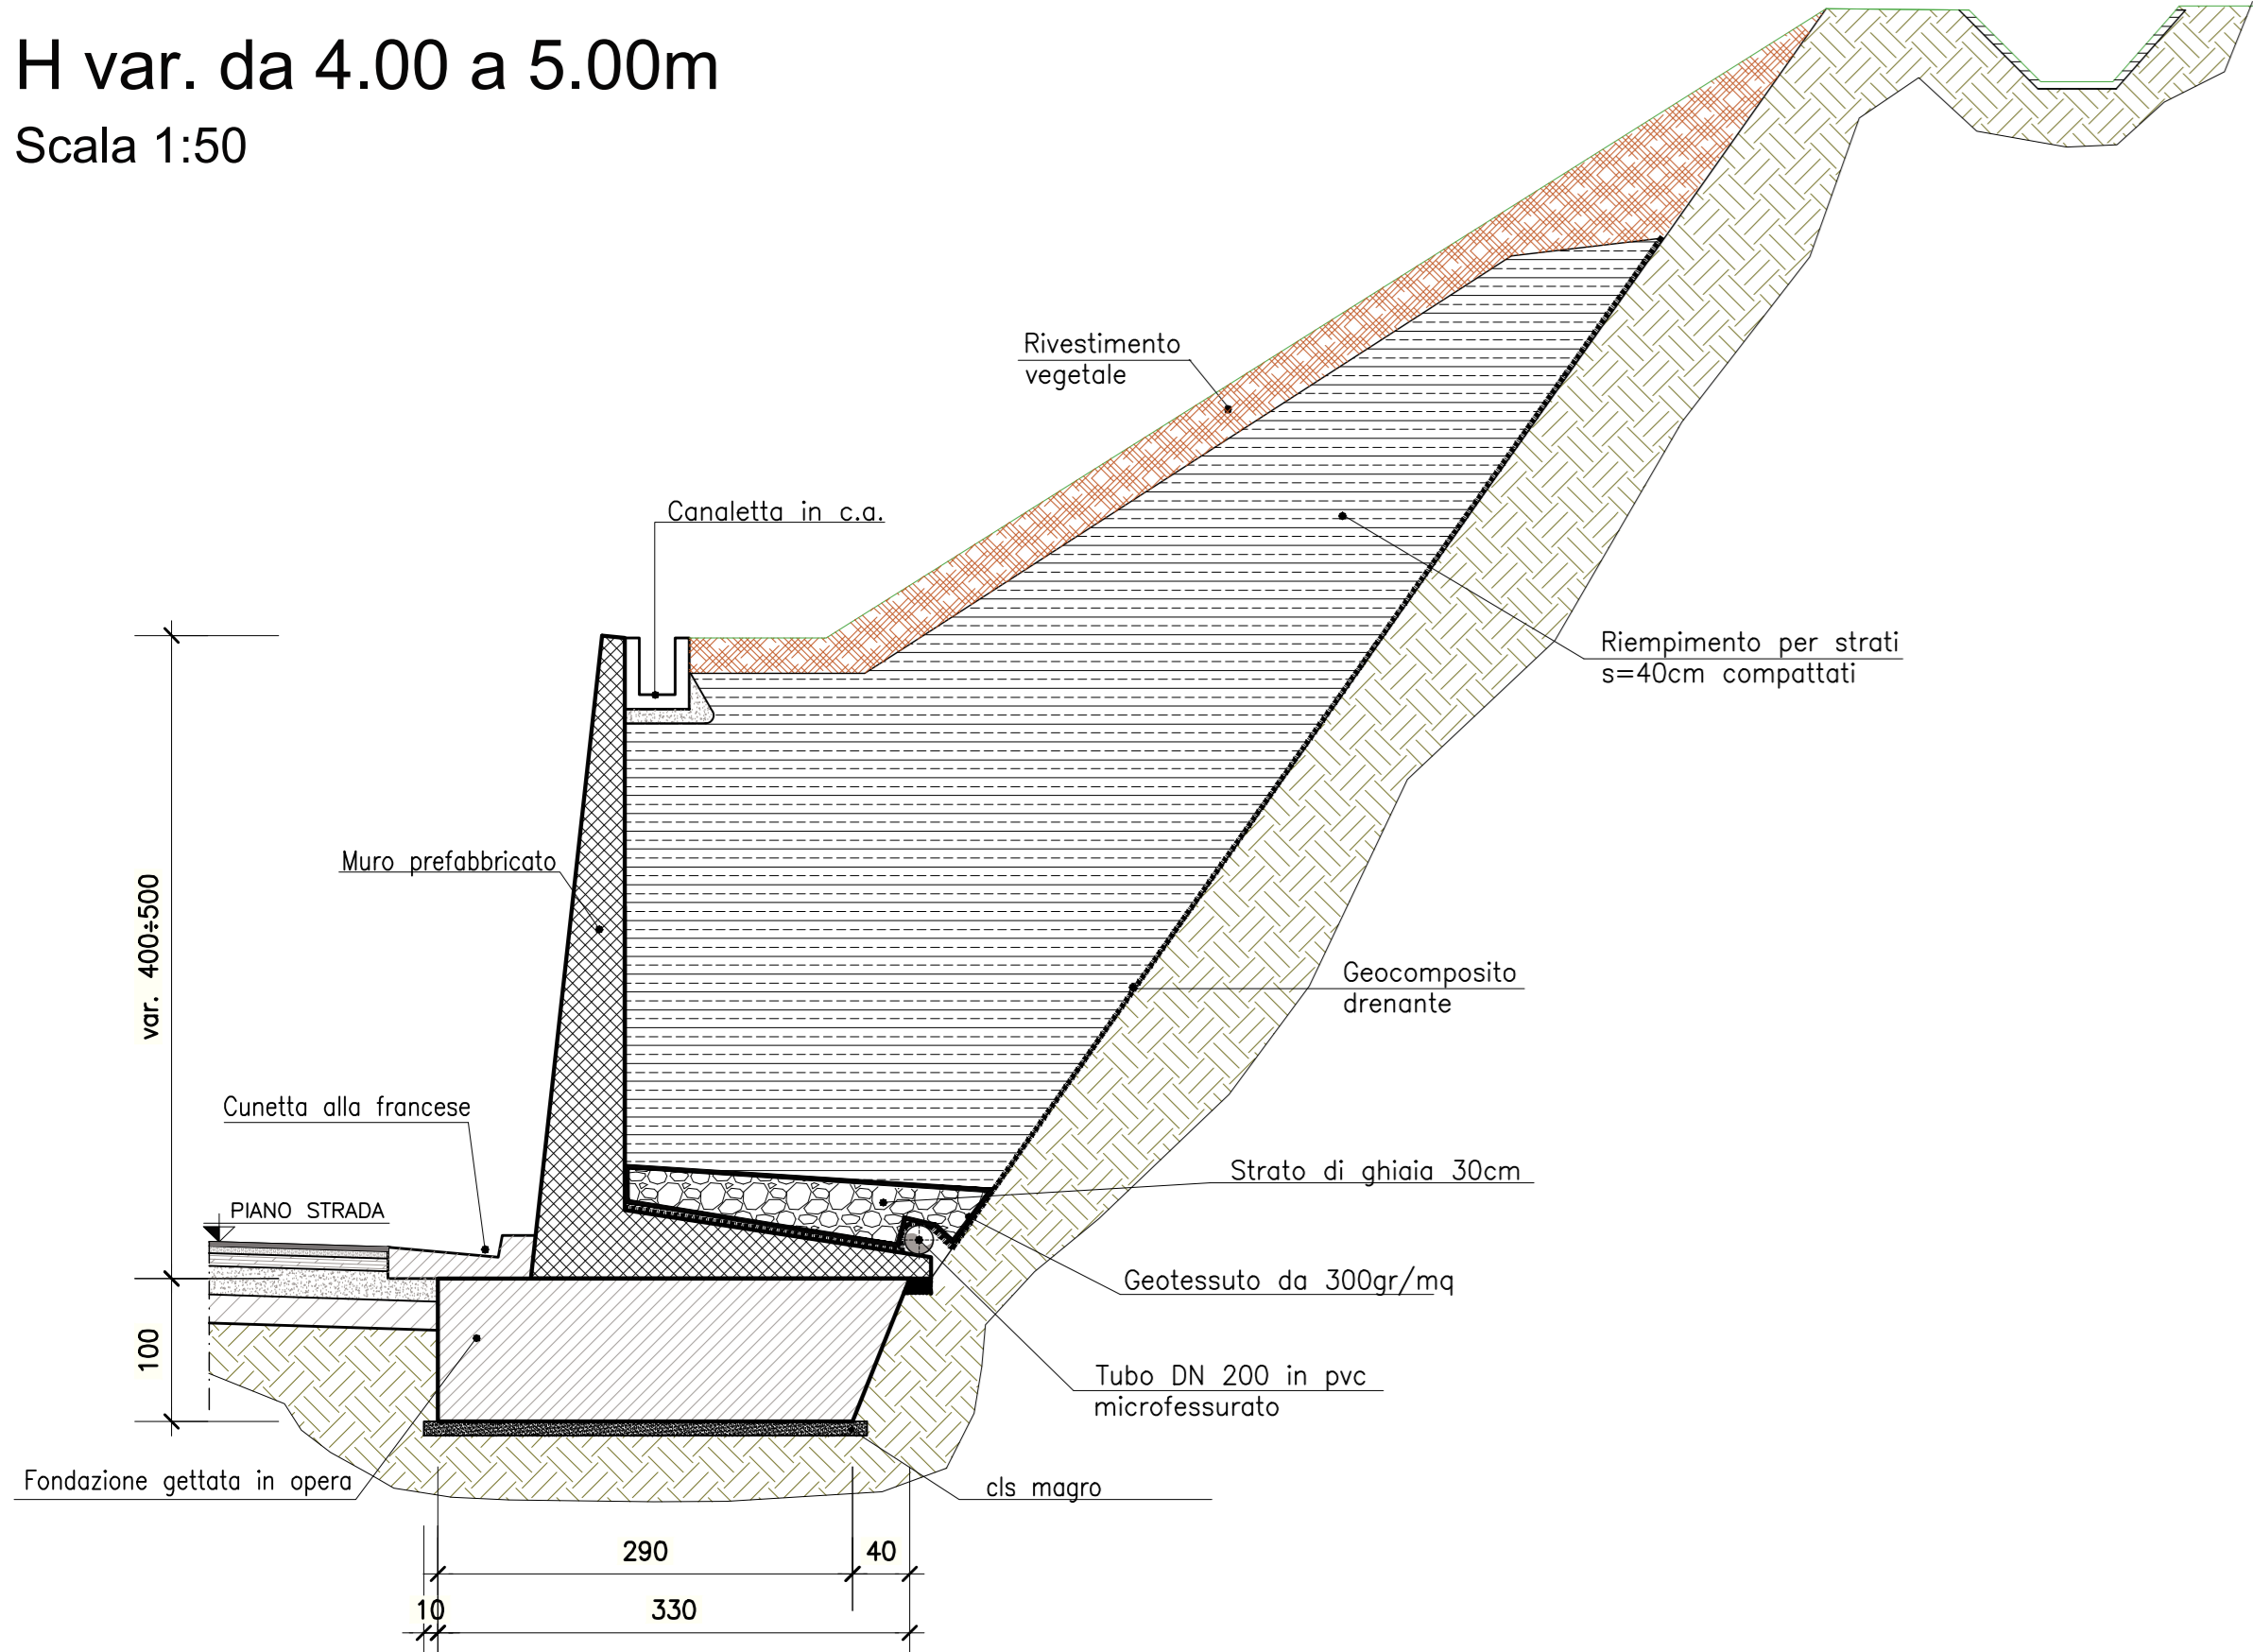 H var. da 4.00 a 5.00m
Scala 1:50
Rivestimento
vegetale
Canaletta in c.a.
Riempimento per strati
s=40cm compattati
Muro prefabbricato
var. 400÷500
Geocomposito
drenante
Cunetta alla francese
Strato di ghiaia 30cm
PIANO STRADA
Geotessuto da 300gr/mq
100
Tubo DN 200 in pvc
microfessurato
Fondazione gettata in opera
cls magro
290
40
10
330